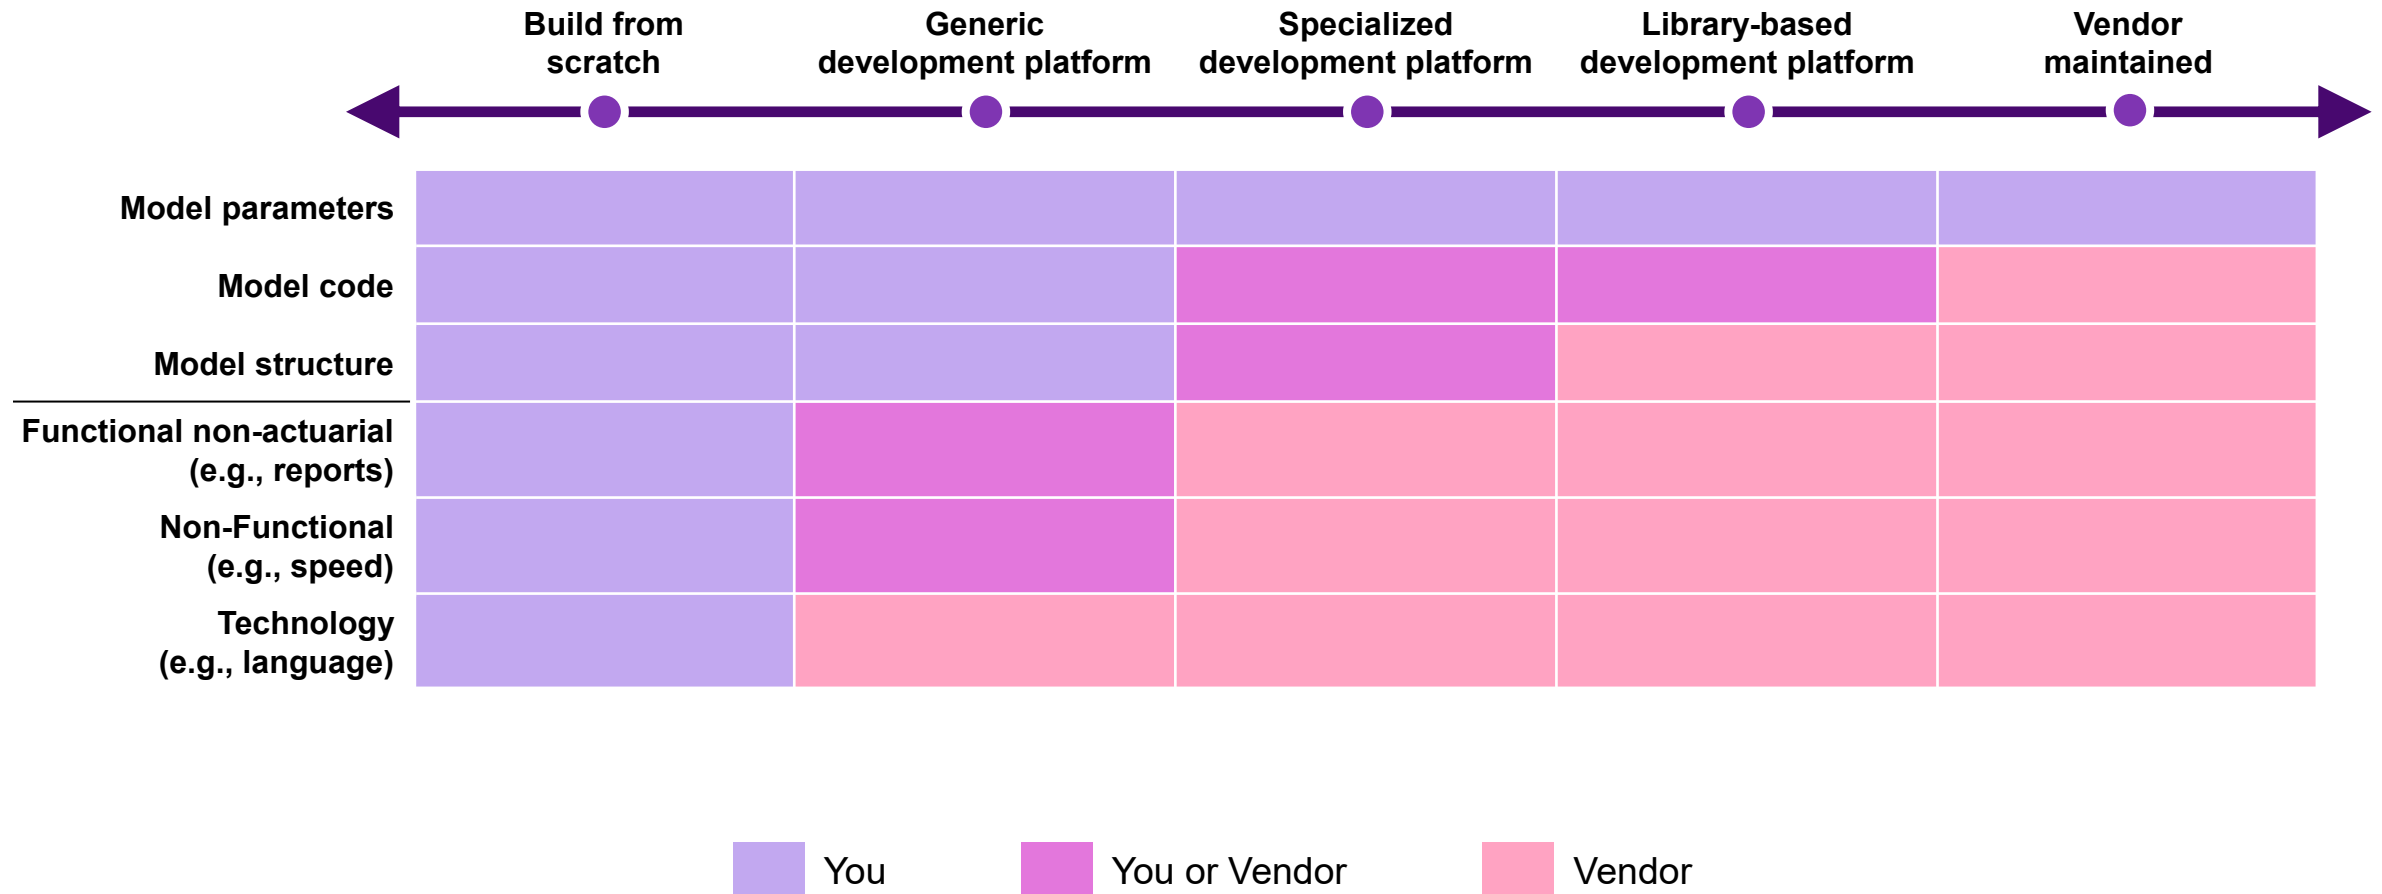 Build from
scratch
Generic
development platform
Specialized
development platform
Library-based
development platform
Vendor
maintained
Model parameters
Model code
Model structure
Functional non-actuarial
(e.g., reports)
Non-Functional
(e.g., speed)
Technology
(e.g., language)
You
You or Vendor
Vendor